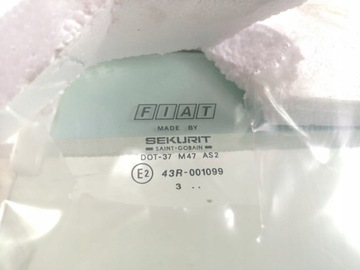 FIAT
MADE BY
SEKURIT
SAINT-GOBAIN
DOT-37 M47 AS2
E2 43R-001099
3 ..